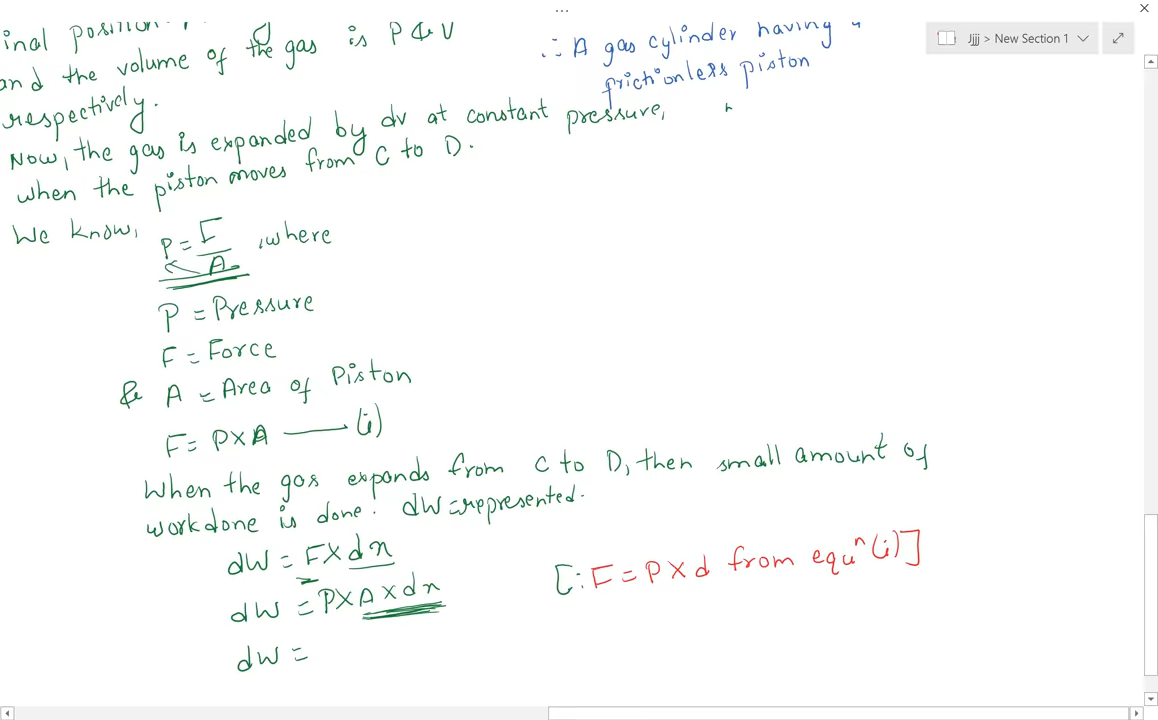 ...
Jjjj > New Section 1
inal position
and the volume of the gas is P & V
respectively.
∴ A gas cylinder having a
frictionless piston
Now, the gas is expanded by dv at constant pressure,
when the piston moves from C to D.
We know,
P = F/A , where
P = Pressure
F = Force
& A = Area of Piston
F = P×A —— (i)
When the gas expands from C to D, then small amount of
workdone is done. dW = represented.
dW = F×dx
dW = P×A×dx [∵ F = P×d from equⁿ (i)]
dW =